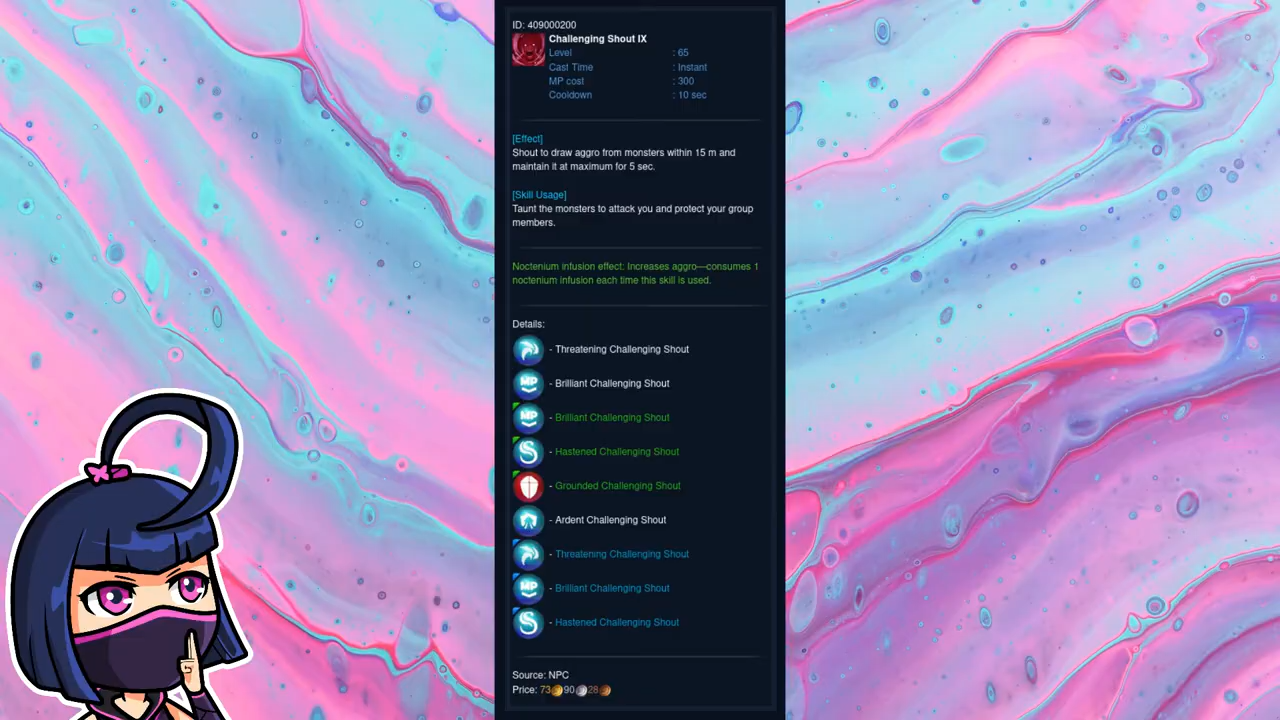 ID: 409000200
Challenging Shout IX
Level : 65
Cast Time : Instant
MP cost : 300
Cooldown : 10 sec
[Effect]
Shout to draw aggro from monsters within 15 m and
maintain it at maximum for 5 sec.
[Skill Usage]
Taunt the monsters to attack you and protect your group
members.
Noctenium infusion effect: Increases aggro—consumes 1
noctenium infusion each time this skill is used.
Details:
- Threatening Challenging Shout
MP - Brilliant Challenging Shout
MP - Brilliant Challenging Shout
- Hastened Challenging Shout
- Grounded Challenging Shout
- Ardent Challenging Shout
- Threatening Challenging Shout
MP - Brilliant Challenging Shout
- Hastened Challenging Shout
Source: NPC
Price: 73 90 28